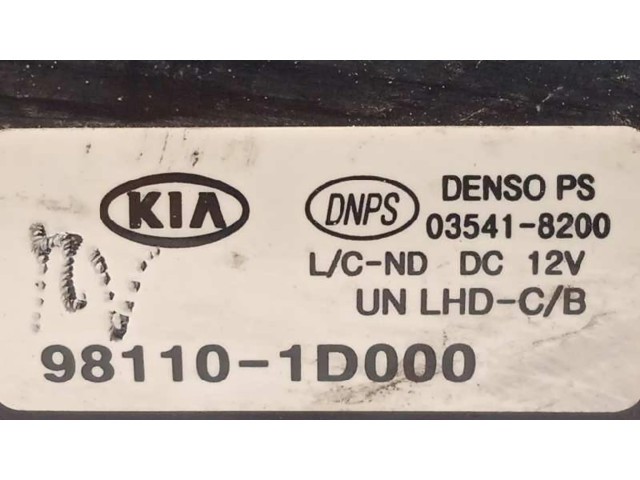 KIA
DNPS
DENSO PS
03541-8200
L/C-ND DC 12V
UN LHD-C/B
98110-1D000